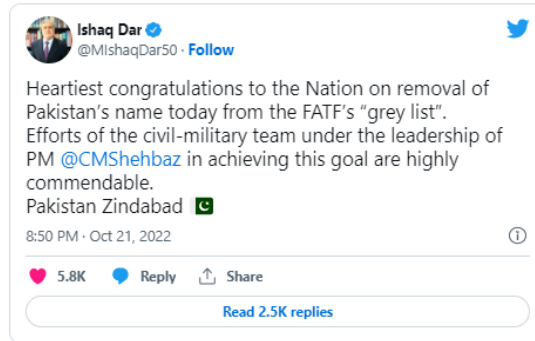 Ishaq Dar
@MIshaqDar50 · Follow
Heartiest congratulations to the Nation on removal of
Pakistan’s name today from the FATF’s “grey list”.
Efforts of the civil-military team under the leadership of
PM @CMShehbaz in achieving this goal are highly
commendable.
Pakistan Zindabad 🇵🇰
8:50 PM · Oct 21, 2022
5.8K Reply Share
Read 2.5K replies